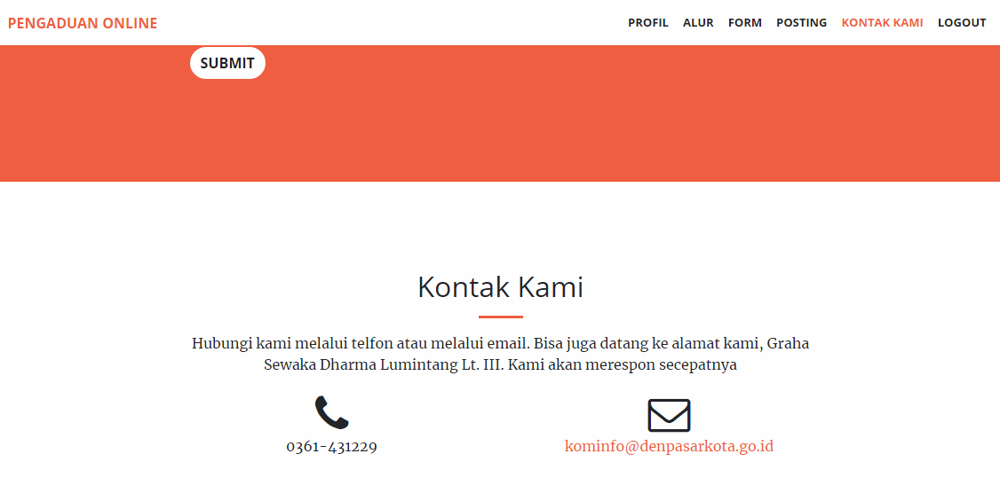 PENGADUAN ONLINE
PROFIL ALUR FORM POSTING KONTAK KAMI LOGOUT
SUBMIT
Kontak Kami
Hubungi kami melalui telfon atau melalui email. Bisa juga datang ke alamat kami, Graha
Sewaka Dharma Lumintang Lt. III. Kami akan merespon secepatnya
0361-431229
kominfo@denpasarkota.go.id